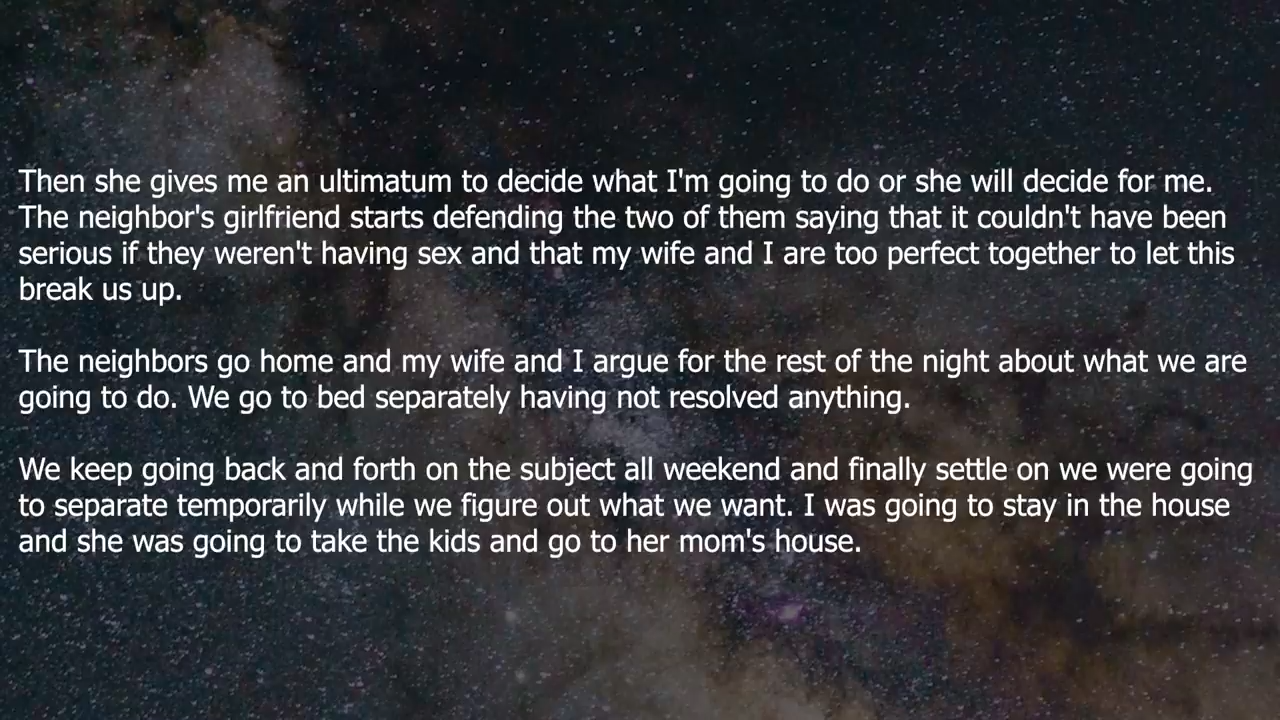 Then she gives me an ultimatum to decide what I'm going to do or she will decide for me.
The neighbor's girlfriend starts defending the two of them saying that it couldn't have been
serious if they weren't having sex and that my wife and I are too perfect together to let this
break us up.
The neighbors go home and my wife and I argue for the rest of the night about what we are
going to do. We go to bed separately having not resolved anything.
We keep going back and forth on the subject all weekend and finally settle on we were going
to separate temporarily while we figure out what we want. I was going to stay in the house
and she was going to take the kids and go to her mom's house.